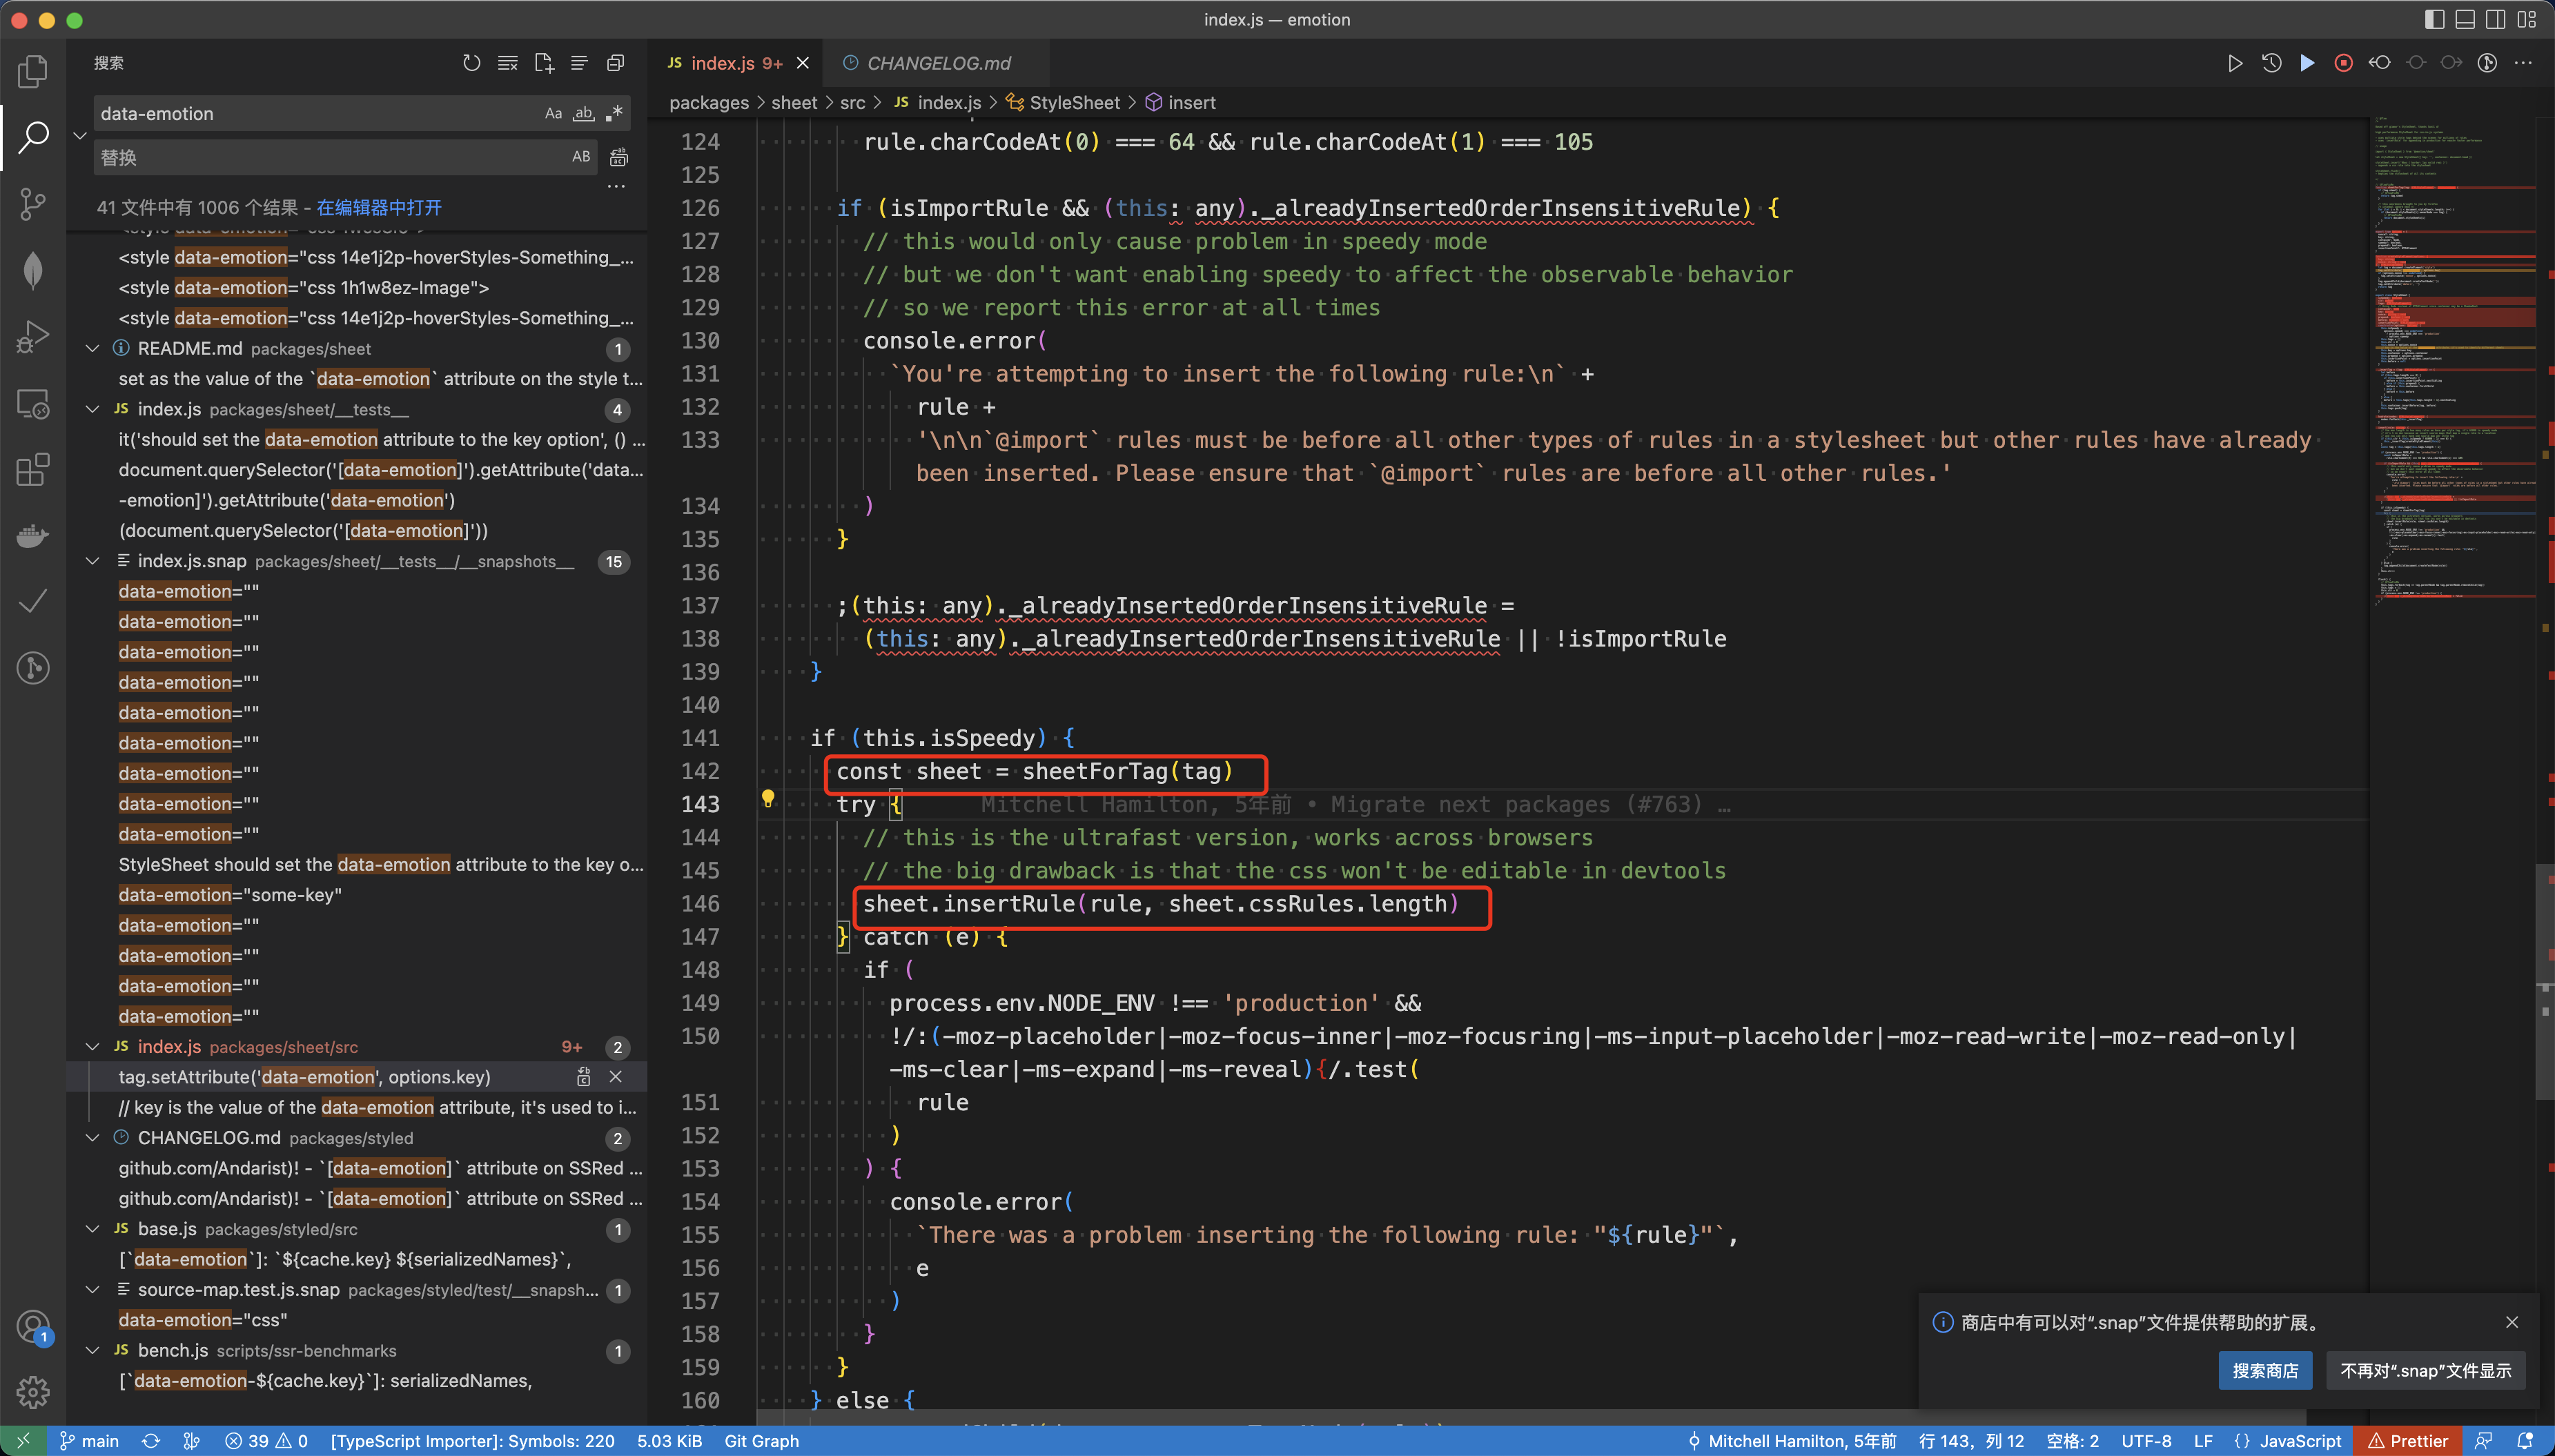 index.js — emotion
搜索
JS index.js 9+
CHANGELOG.md
data-emotion
Aa ab .*
packages > sheet > src > JS index.js > StyleSheet > insert
替换
AB
...
41 文件中有 1006 个结果 - 在编辑器中打开
<style data-emotion="css 14e1j2p-hoverStyles-Something_...
<style data-emotion="css 1h1w8ez-Image">
<style data-emotion="css 14e1j2p-hoverStyles-Something_...
README.md packages/sheet 1
set as the value of the `data-emotion` attribute on the style t...
JS index.js packages/sheet/__tests__ 4
it('should set the data-emotion attribute to the key option', () ...
document.querySelector('[data-emotion]').getAttribute('data...
-emotion]').getAttribute('data-emotion')
(document.querySelector('[data-emotion]'))
index.js.snap packages/sheet/__tests__/__snapshots__ 15
data-emotion=""
data-emotion=""
data-emotion=""
data-emotion=""
data-emotion=""
data-emotion=""
data-emotion=""
data-emotion=""
data-emotion=""
StyleSheet should set the data-emotion attribute to the key o...
data-emotion="some-key"
data-emotion=""
data-emotion=""
data-emotion=""
data-emotion=""
JS index.js packages/sheet/src 9+ 2
tag.setAttribute('data-emotion', options.key)
// key is the value of the data-emotion attribute, it's used to i...
CHANGELOG.md packages/styled 2
github.com/Andarist)! - `[data-emotion]` attribute on SSRed ...
github.com/Andarist)! - `[data-emotion]` attribute on SSRed ...
JS base.js packages/styled/src 1
[`data-emotion`]: `${cache.key} ${serializedNames}`,
source-map.test.js.snap packages/styled/test/__snapsh... 1
data-emotion="css"
JS bench.js scripts/ssr-benchmarks 1
[`data-emotion-${cache.key}`]: serializedNames,
124 rule.charCodeAt(0) === 64 && rule.charCodeAt(1) === 105
125
126 if (isImportRule && (this: any)._alreadyInsertedOrderInsensitiveRule) {
127 // this would only cause problem in speedy mode
128 // but we don't want enabling speedy to affect the observable behavior
129 // so we report this error at all times
130 console.error(
131 `You're attempting to insert the following rule:\n` +
132 rule +
133 '\n\n`@import` rules must be before all other types of rules in a stylesheet but other rules have already
been inserted. Please ensure that `@import` rules are before all other rules.'
134 )
135 }
136
137 ;(this: any)._alreadyInsertedOrderInsensitiveRule =
138 (this: any)._alreadyInsertedOrderInsensitiveRule || !isImportRule
139 }
140
141 if (this.isSpeedy) {
142 const sheet = sheetForTag(tag)
143 try { Mitchell Hamilton, 5年前 • Migrate next packages (#763) …
144 // this is the ultrafast version, works across browsers
145 // the big drawback is that the css won't be editable in devtools
146 sheet.insertRule(rule, sheet.cssRules.length)
147 } catch (e) {
148 if (
149 process.env.NODE_ENV !== 'production' &&
150 !/:(-moz-placeholder|-moz-focus-inner|-moz-focusring|-ms-input-placeholder|-moz-read-write|-moz-read-only|
-ms-clear|-ms-expand|-ms-reveal){/.test(
151 rule
152 )
153 ) {
154 console.error(
155 `There was a problem inserting the following rule: "${rule}"`,
156 e
157 )
158 }
159 }
160 } else {
商店中有可以对“.snap”文件提供帮助的扩展。
搜索商店
不再对“.snap”文件显示
1
main 39 0 [TypeScript Importer]: Symbols: 220 5.03 KiB Git Graph
Mitchell Hamilton, 5年前 行 143，列 12 空格: 2 UTF-8 LF {} JavaScript Prettier